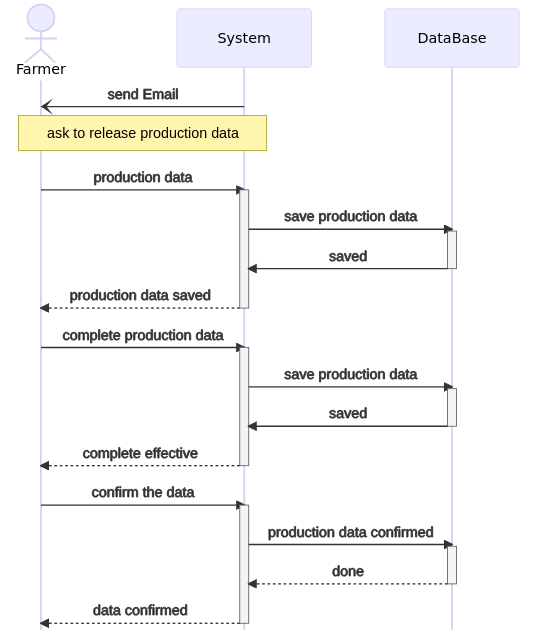 System
DataBase
Farmer
send Email
ask to release production data
production data
save production data
saved
production data saved
complete production data
save production data
saved
complete effective
confirm the data
production data confirmed
done
data confirmed